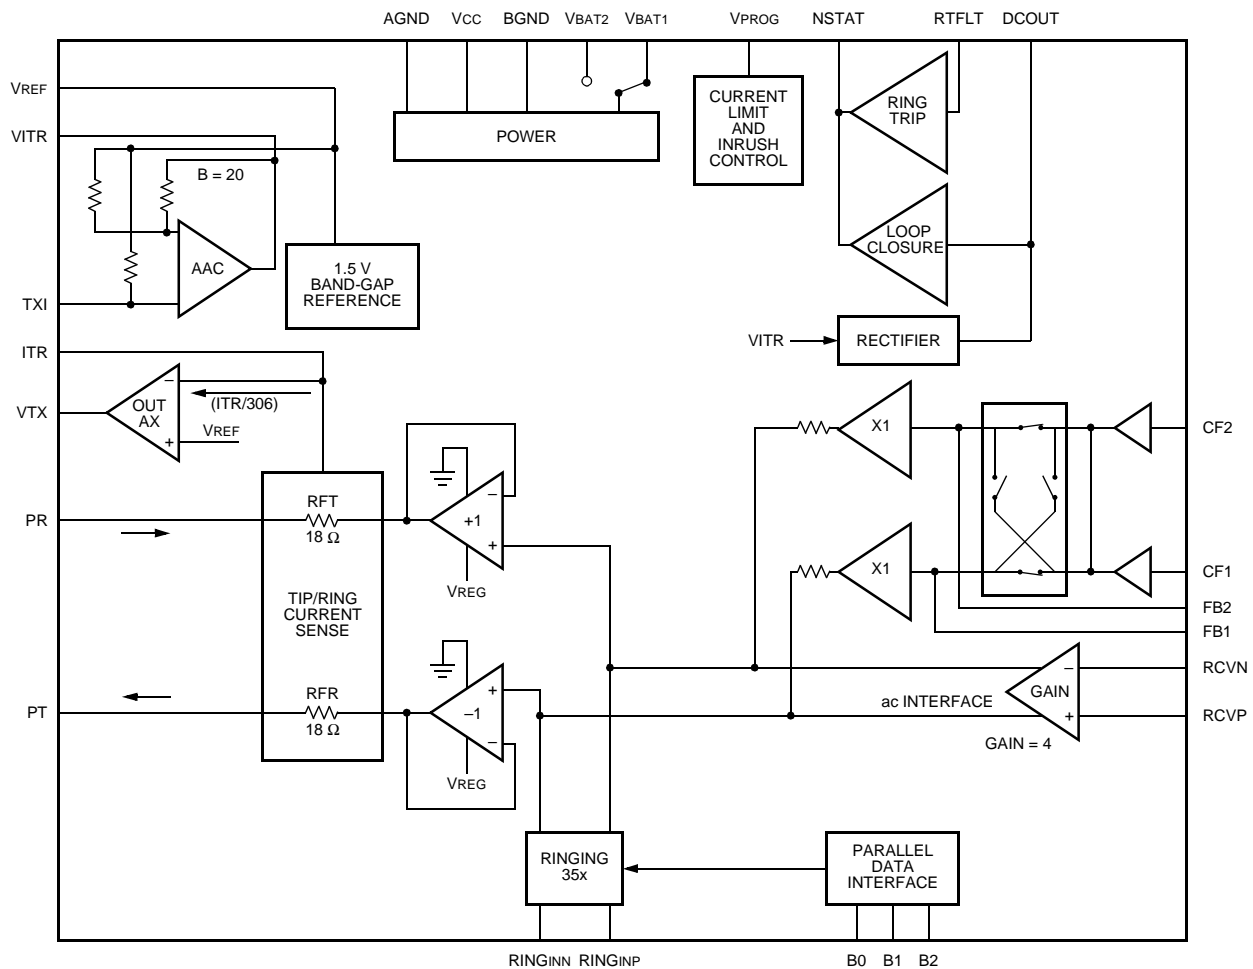 AGND VCC BGND VBAT2 VBAT1 VPROG NSTAT RTFLT DCOUT
VREF
VITR
B = 20
AAC
1.5 V
BAND-GAP
REFERENCE
TXI
POWER
CURRENT
LIMIT
AND
INRUSH
CONTROL
RING
TRIP
LOOP
CLOSURE
VITR
RECTIFIER
ITR
OUT
AX
–
+
(ITR/306)
VREF
VTX
PR
RFT
18 Ω
TIP/RING
CURRENT
SENSE
RFR
18 Ω
PT
–
+1
+
VREG
+
–1
–
VREG
X1
X1
CF2
CF1
FB2
FB1
RCVN
RCVP
–
GAIN
+
ac INTERFACE
GAIN = 4
RINGING
35x
PARALLEL
DATA
INTERFACE
RINGINN RINGINP B0 B1 B2